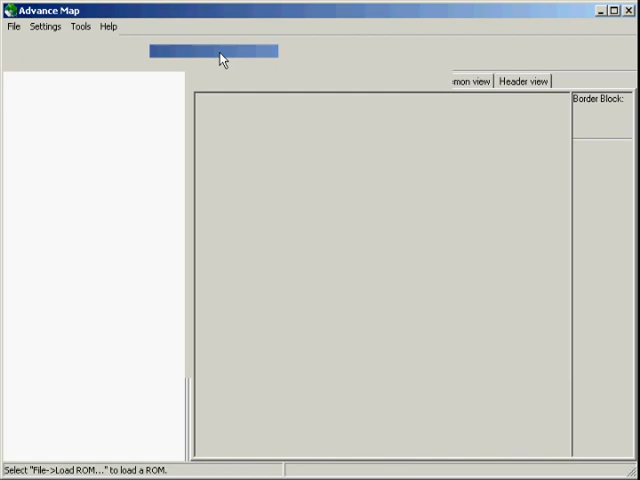 Advance Map
File Settings Tools Help
mon view Header view
Border Block:
Select "File->Load ROM..." to load a ROM.